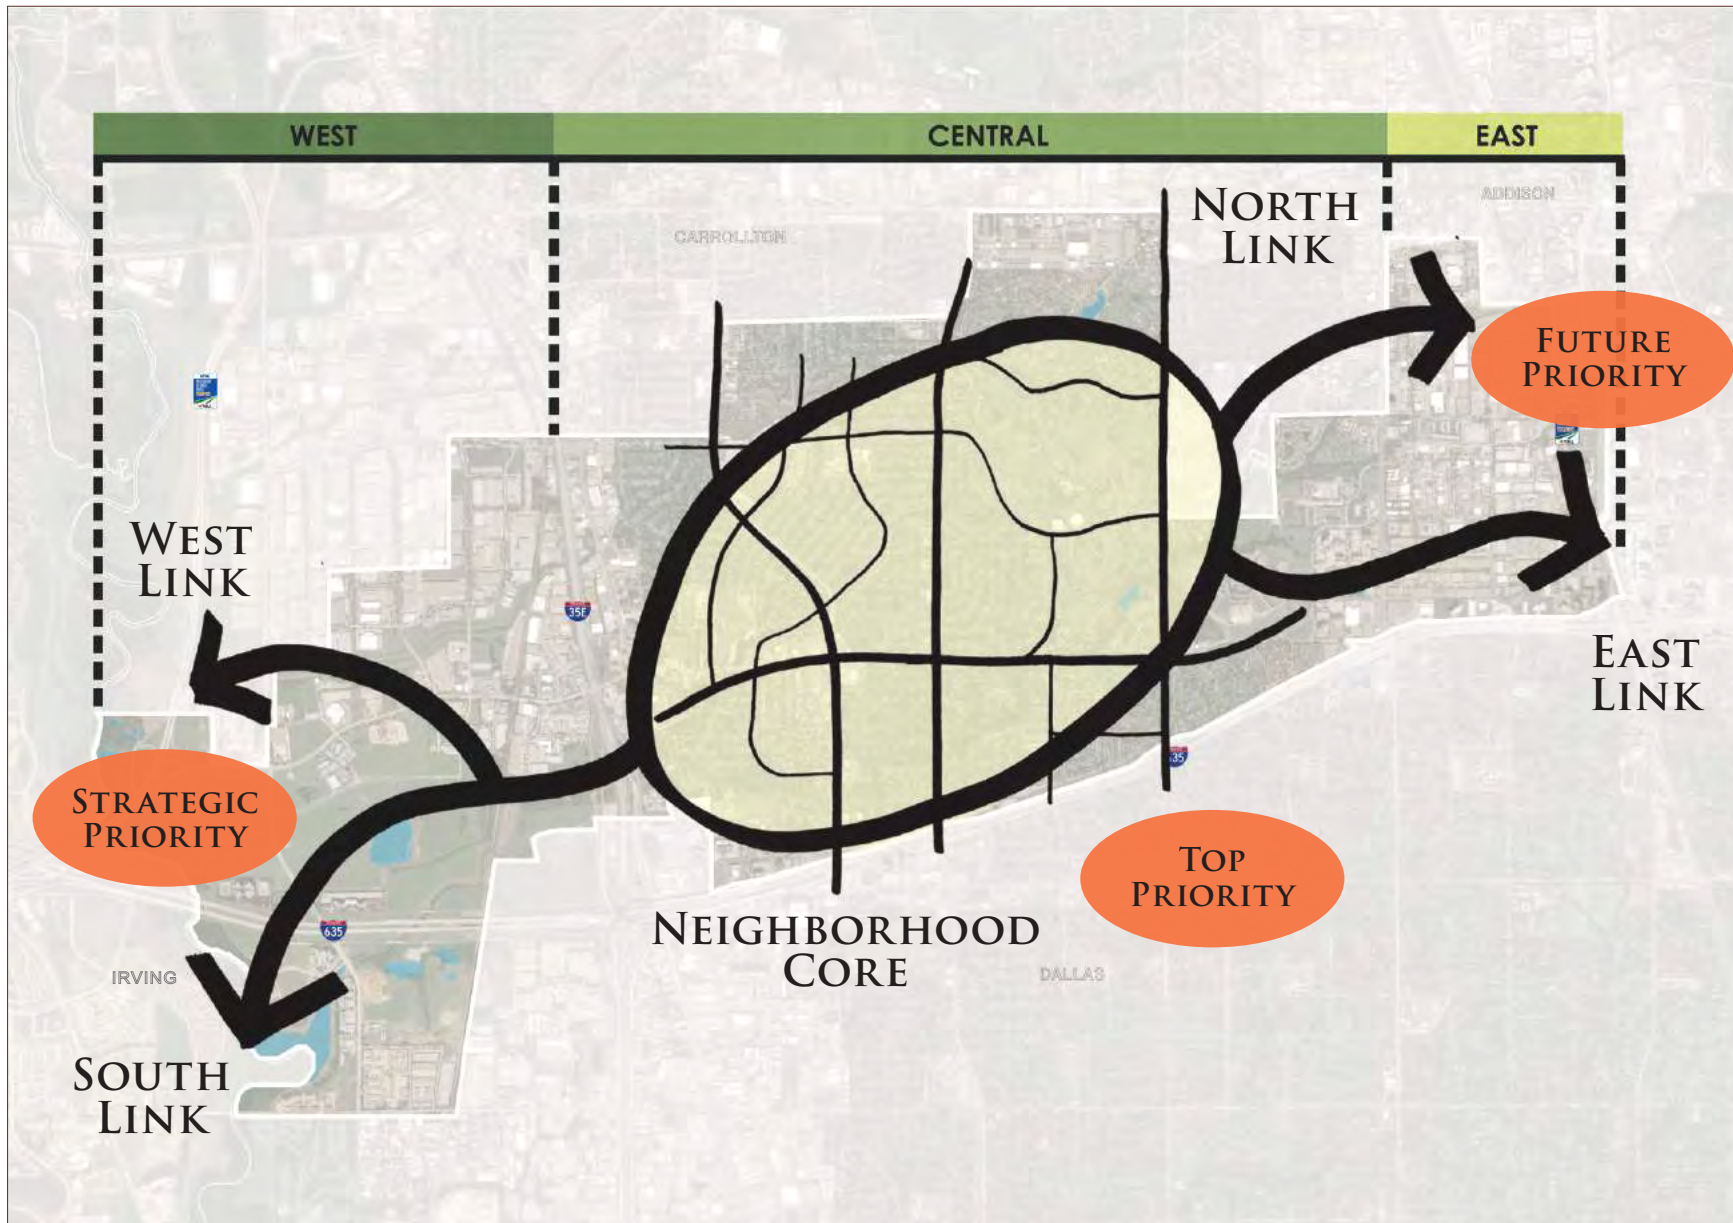 WEST
CENTRAL
EAST
ADDISON
NORTH
LINK
CARROLLTON
FUTURE
PRIORITY
WEST
LINK
35E
EAST
LINK
635
STRATEGIC
PRIORITY
TOP
PRIORITY
635
NEIGHBORHOOD
CORE
IRVING
DALLAS
SOUTH
LINK